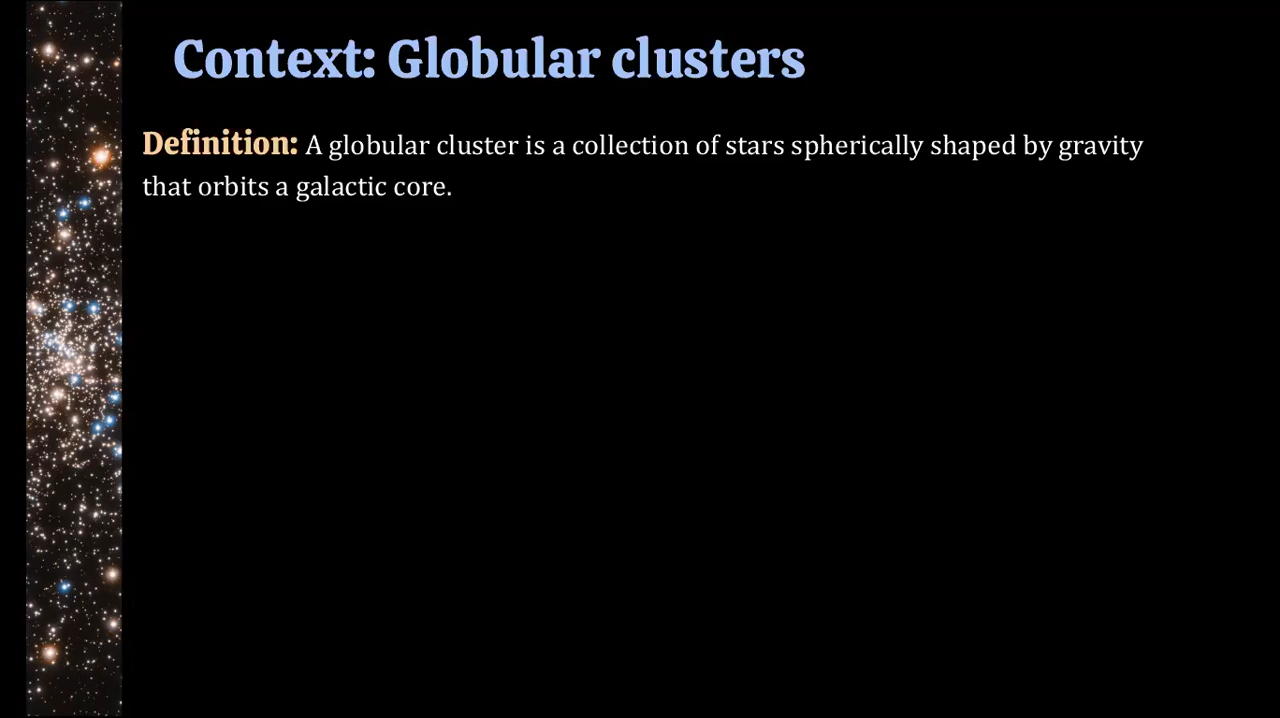 Context: Globular clusters
Definition: A globular cluster is a collection of stars spherically shaped by gravity
that orbits a galactic core.